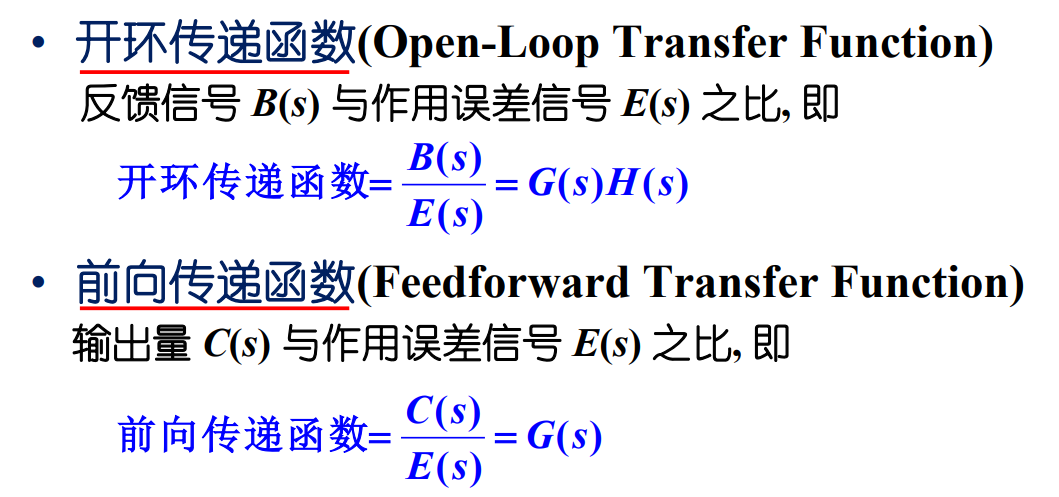 • 开环传递函数(Open-Loop Transfer Function)
反馈信号 B(s) 与作用误差信号 E(s) 之比, 即
开环传递函数= B(s)/E(s) = G(s)H(s)
• 前向传递函数(Feedforward Transfer Function)
输出量 C(s) 与作用误差信号 E(s) 之比, 即
前向传递函数= C(s)/E(s) = G(s)